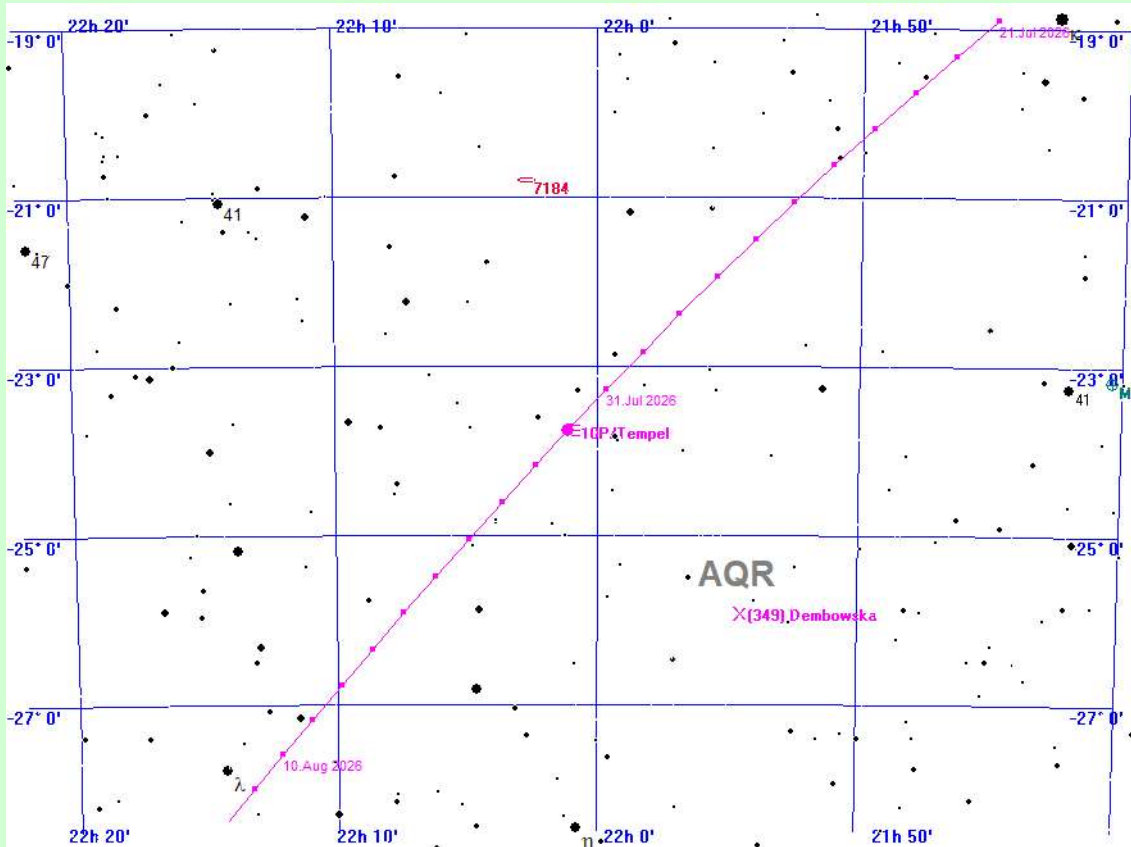 22h 20'
22h 10'
22h 0'
21h 50'
-19° 0'
21.Jul 2026
κ
-19° 0'
7184
-21° 0'
41
-21° 0'
47
-23° 0'
-23° 0'
M
31.Jul 2026
41
10P/Tempel
-25° 0'
-25° 0'
AQR
(349) Dembowska
-27° 0'
-27° 0'
10.Aug 2026
λ
22h 20'
22h 10'
22h 0'
21h 50'
η